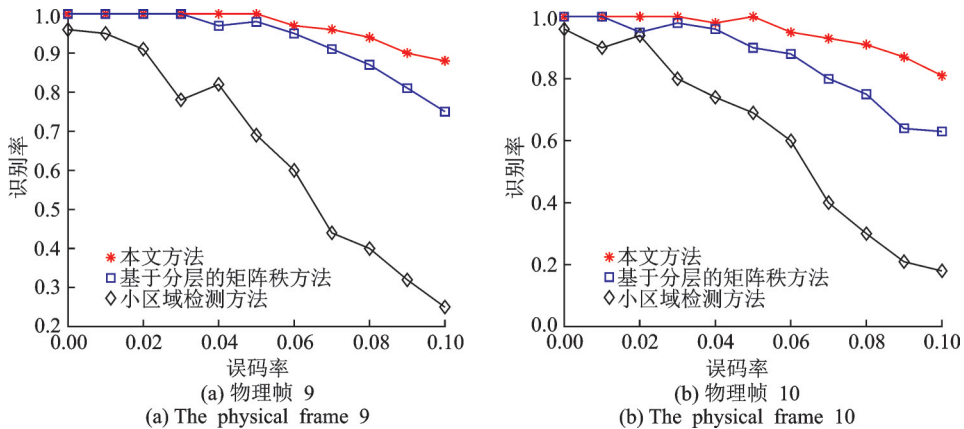 1.0
0.9
0.8
0.7
0.6
0.5
0.4
0.3
0.2
识别率
本文方法
基于分层的矩阵秩方法
小区域检测方法
0.00 0.02 0.04 0.06 0.08 0.10
误码率
(a) 物理帧 9
(a) The physical frame 9
1.0
0.8
0.6
0.4
0.2
0.0
识别率
本文方法
基于分层的矩阵秩方法
小区域检测方法
0.00 0.02 0.04 0.06 0.08 0.10
误码率
(b) 物理帧 10
(b) The physical frame 10